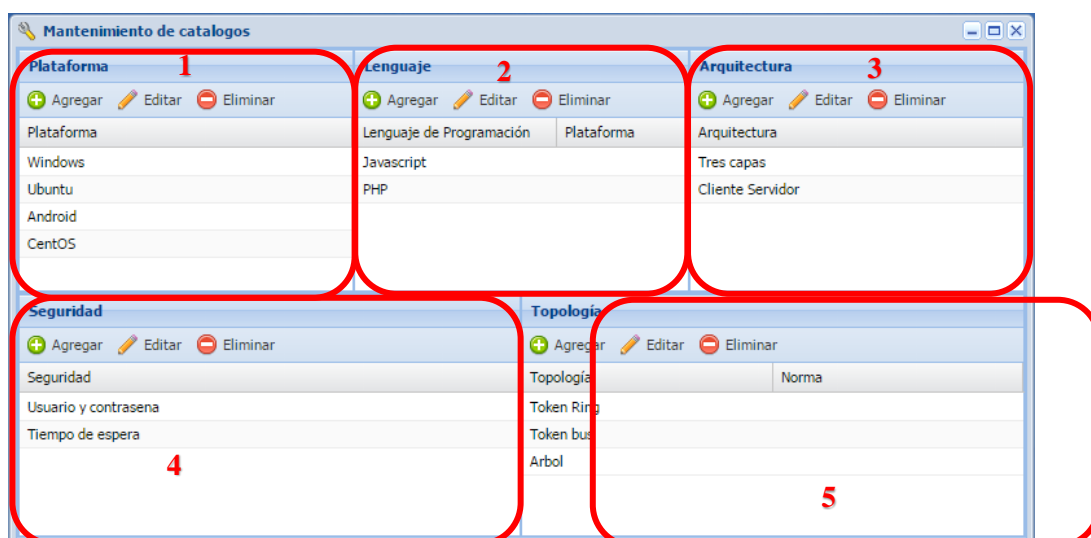 Mantenimiento de catalogos
Plataforma 1
Agregar Editar Eliminar
Plataforma
Windows
Ubuntu
Android
CentOS
Lenguaje 2
Agregar Editar Eliminar
Lenguaje de Programación Plataforma
Javascript
PHP
Arquitectura 3
Agregar Editar Eliminar
Arquitectura
Tres capas
Cliente Servidor
Seguridad
Agregar Editar Eliminar
Seguridad
Usuario y contrasena
Tiempo de espera
4
Topología
Agregar Editar Eliminar
Topología Norma
Token Ring
Token bus
Arbol
5